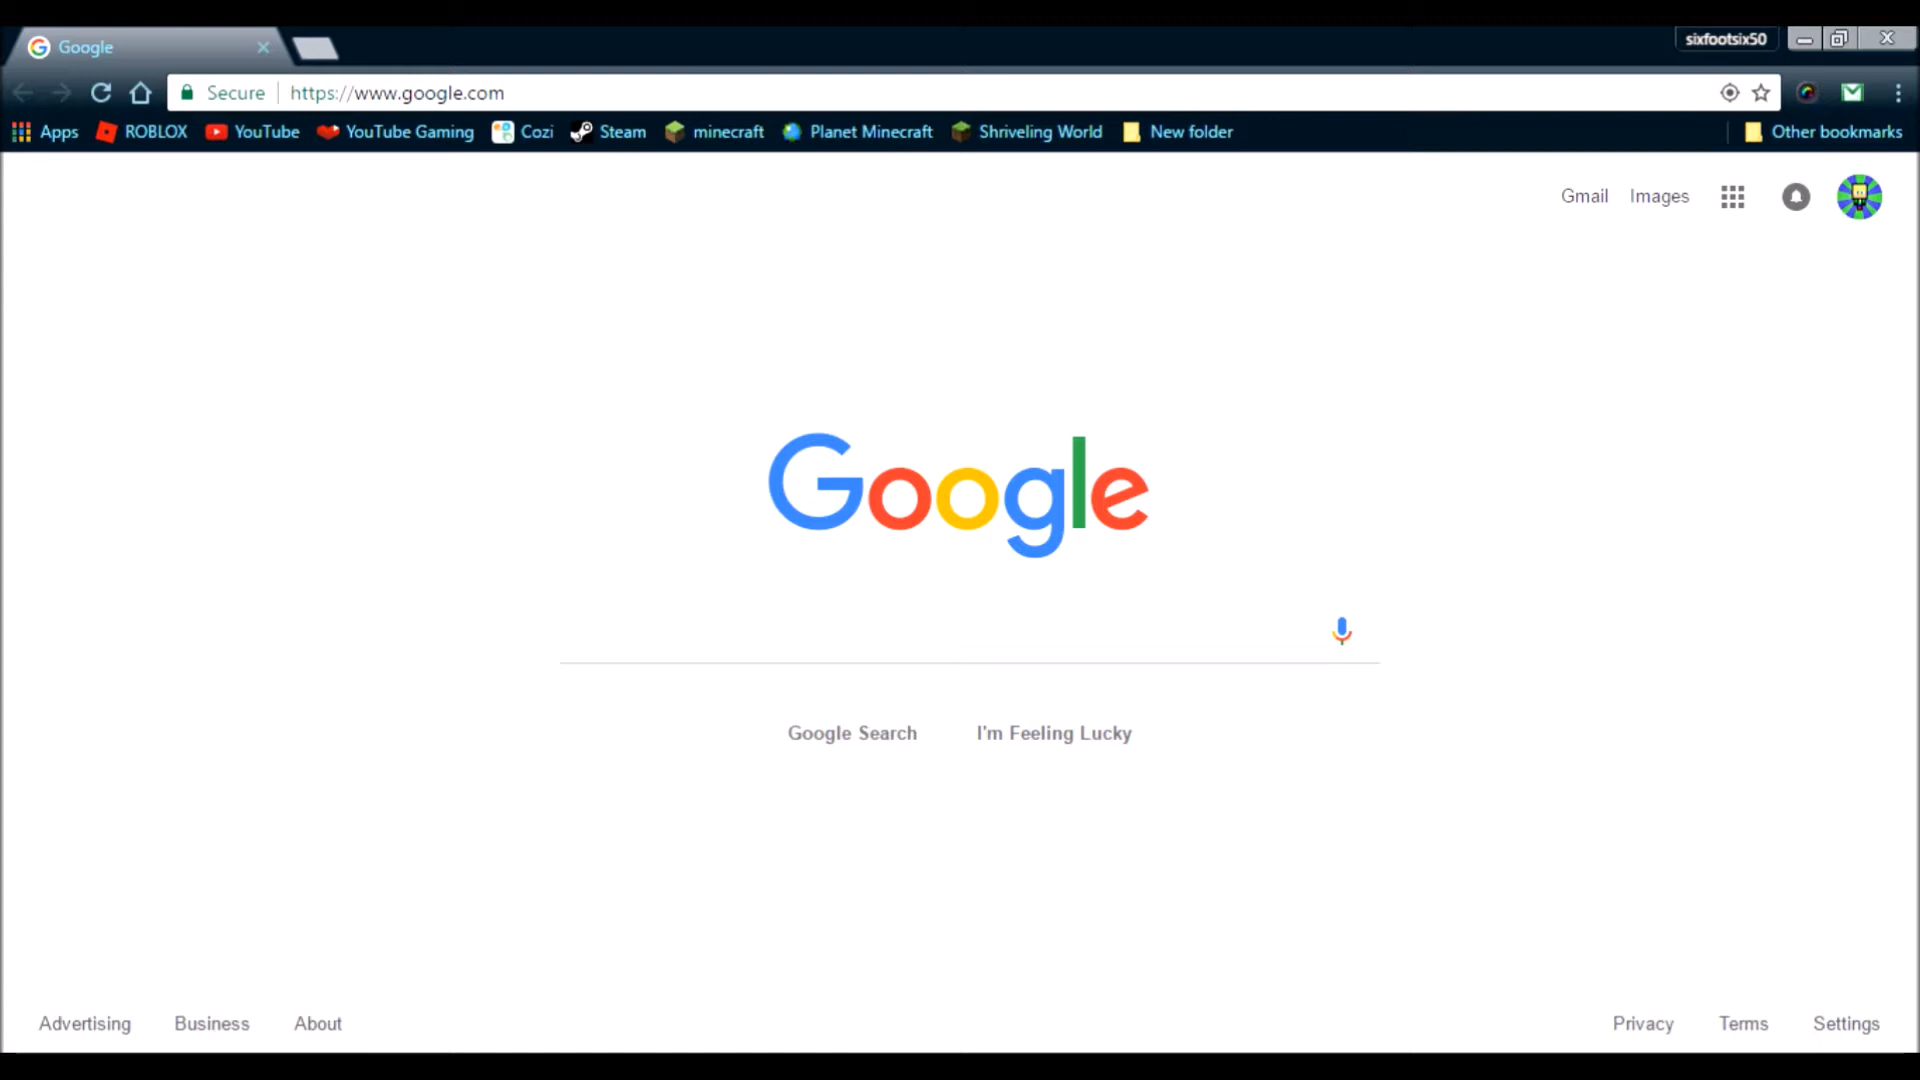 Google
sixfootsix50
Secure https://www.google.com
Apps ROBLOX YouTube YouTube Gaming Cozi Steam minecraft Planet Minecraft Shriveling World New folder Other bookmarks
Gmail Images
Google
Google Search I'm Feeling Lucky
Advertising Business About Privacy Terms Settings